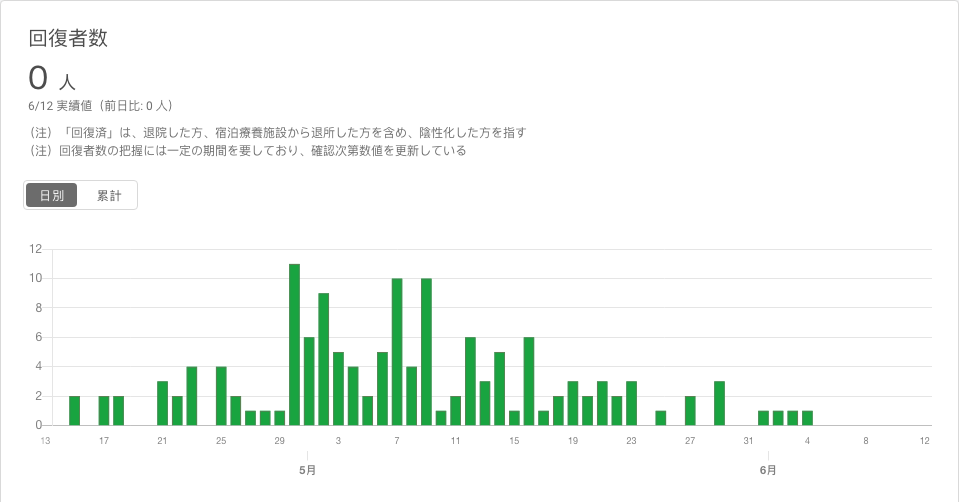 回復者数
0 人
6/12 実績値（前日比: 0 人）
（注）「回復済」は、退院した方、宿泊療養施設から退所した方を含め、陰性化した方を指す
（注）回復者数の把握には一定の期間を要しており、確認次第数値を更新している
日別 累計
12
10
8
6
4
2
0
13 17 21 25 29 3 7 11 15 19 23 27 31 4 8 12
5月 6月